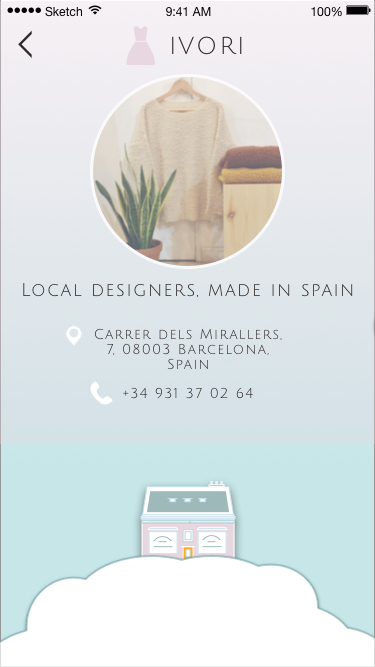 Sketch 9:41 AM 100%
IVORI
Local designers, made in spain
Carrer dels Mirallers,
7, 08003 Barcelona,
Spain
+34 931 37 02 64